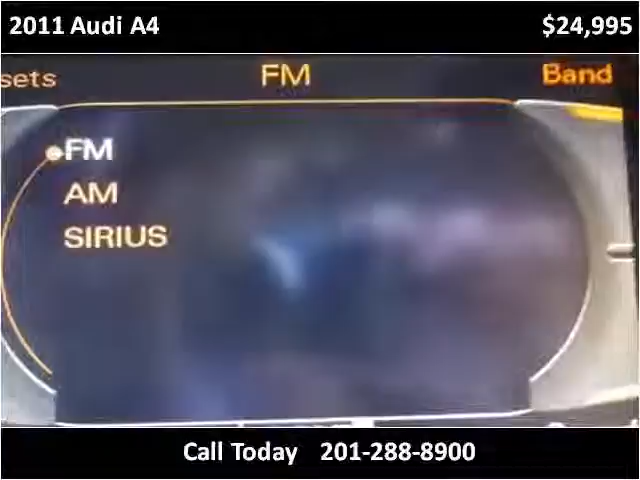 2011 Audi A4 $24,995
sets FM Band
FM
AM
SIRIUS
Call Today 201-288-8900